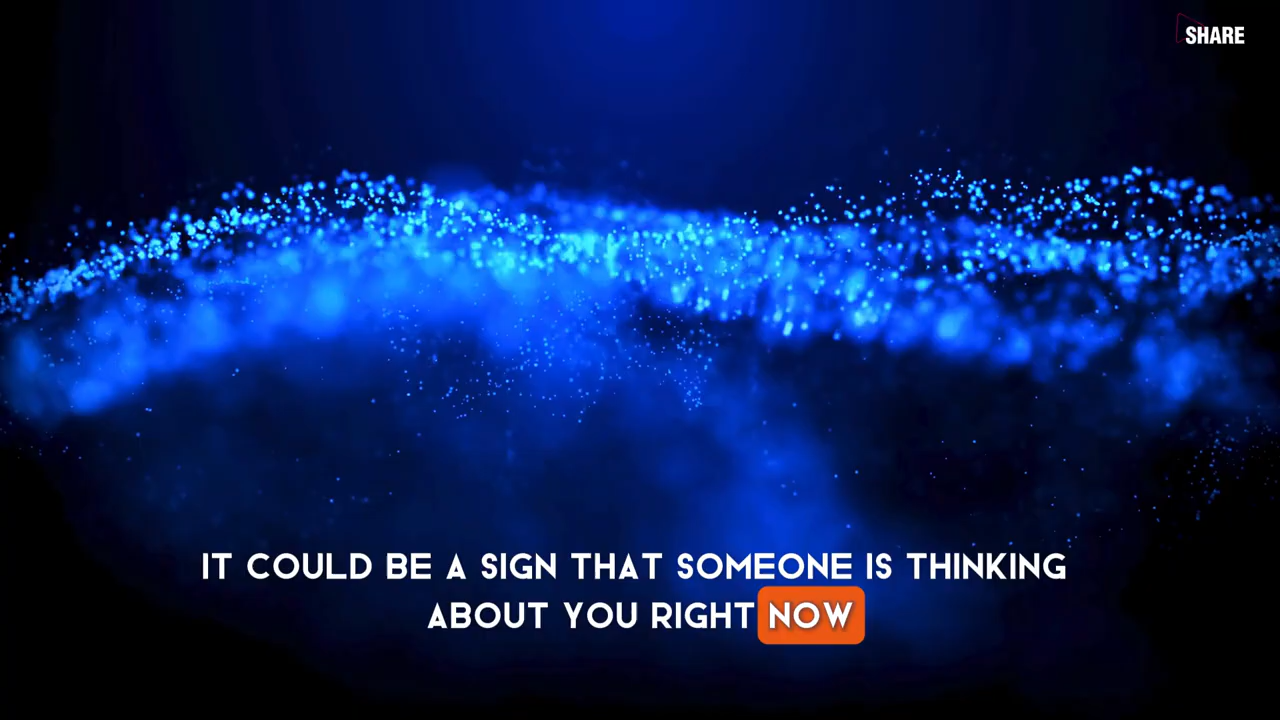 SHARE
IT COULD BE A SIGN THAT SOMEONE IS THINKING
ABOUT YOU RIGHT NOW